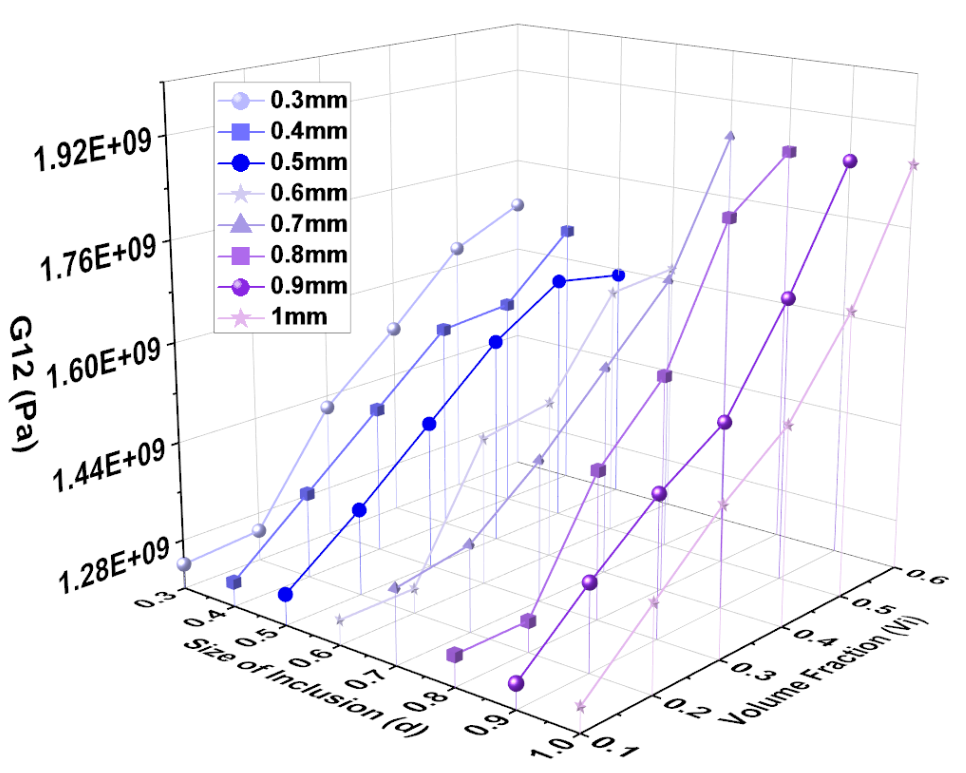 0.3mm
0.4mm
0.5mm
0.6mm
0.7mm
0.8mm
0.9mm
1mm
1.92E+09
1.76E+09
1.60E+09
1.44E+09
1.28E+09
G12 (Pa)
0.3
0.4
0.5
0.6
0.7
0.8
0.9
1.0
Size of Inclusion (d)
0.1
0.2
0.3
0.4
0.5
0.6
Volume Fraction (Vi)